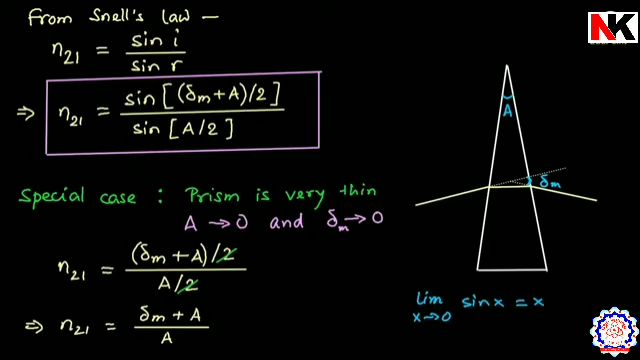 From Snell's law —
n₂₁ = sin i / sin r
⇒ n₂₁ = sin[(δm+A)/2] / sin[A/2]
Special case : Prism is very thin
A → 0 and δm → 0
n₂₁ = (δm + A)/2 / A/2
⇒ n₂₁ = δm + A / A
NK
A
δm
lim x→0 sin x = x